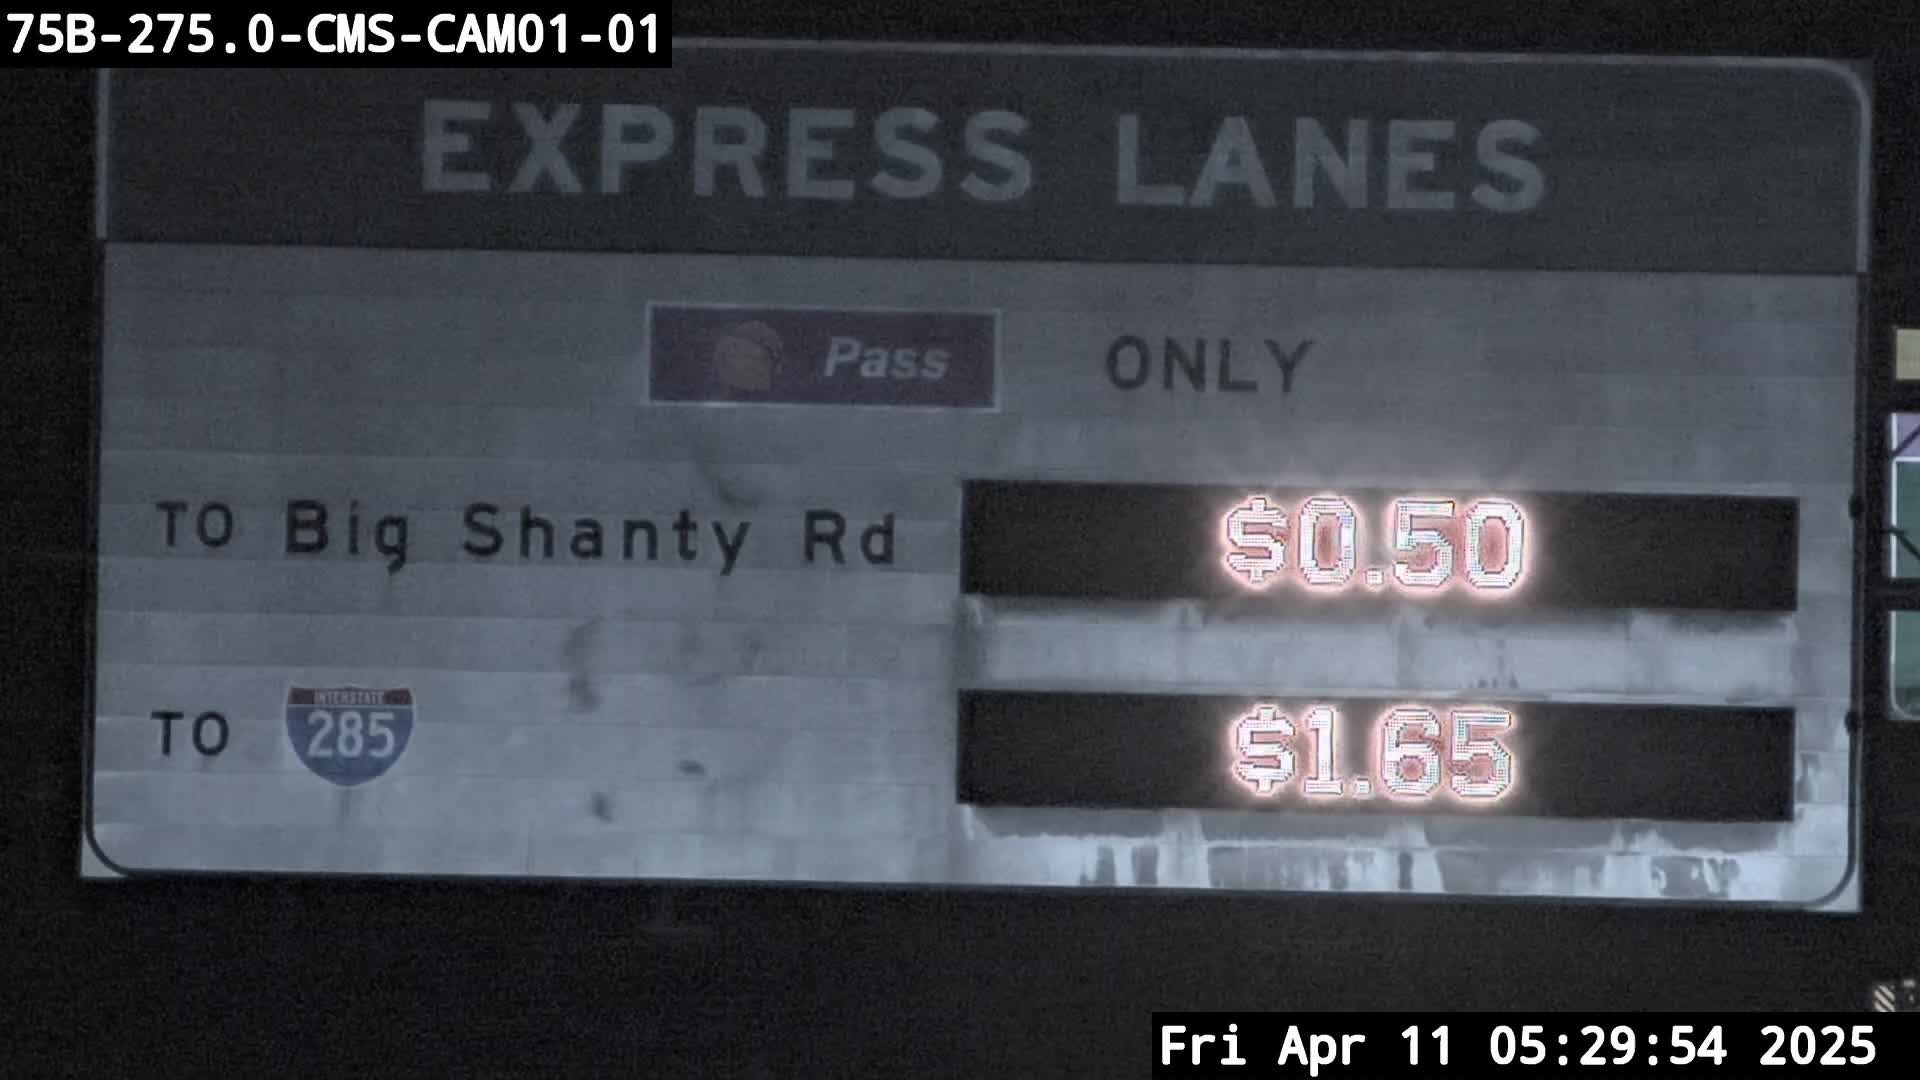 75B-275.0-CMS-CAM01-01
EXPRESS LANES
Pass ONLY
TO Big Shanty Rd $0.50
TO INTERSTATE 285 $1.65
Fri Apr 11 05:29:54 2025